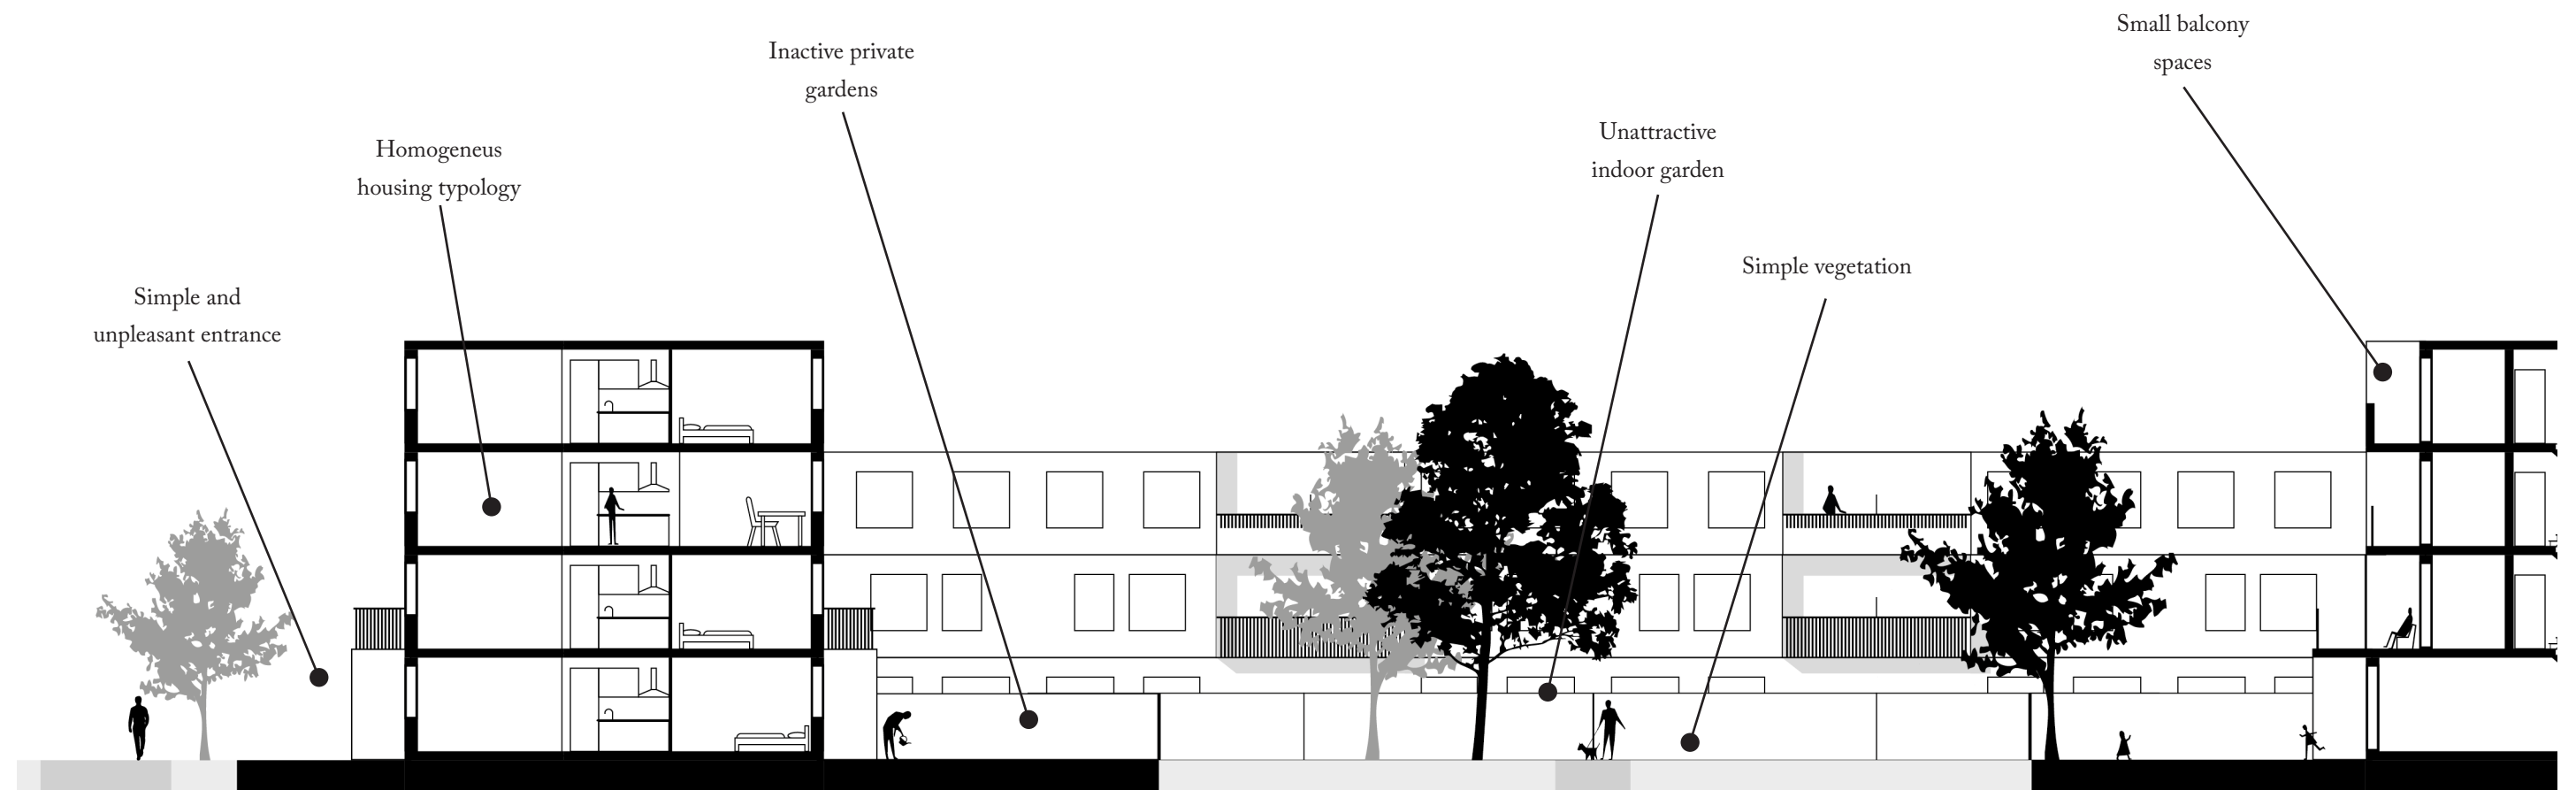 Simple and
unpleasant entrance
Homogeneus
housing typology
Inactive private
gardens
Unattractive
indoor garden
Simple vegetation
Small balcony
spaces